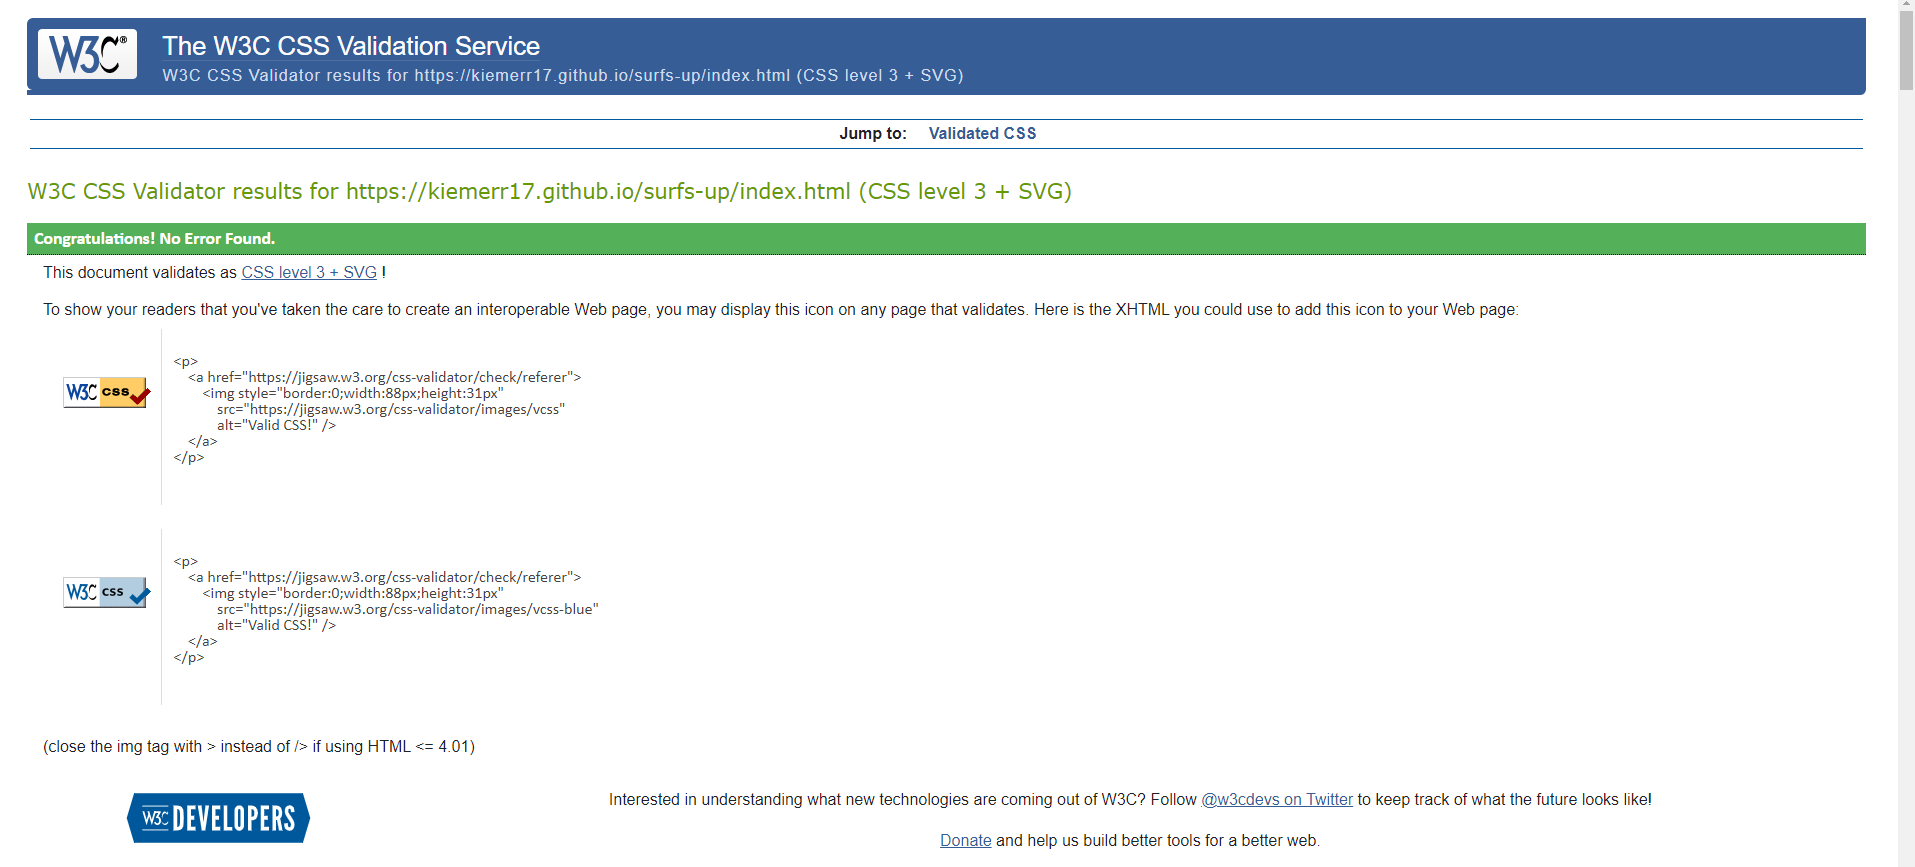 W3C®
The W3C CSS Validation Service
W3C CSS Validator results for https://kiemerr17.github.io/surfs-up/index.html (CSS level 3 + SVG)
Jump to: Validated CSS
W3C CSS Validator results for https://kiemerr17.github.io/surfs-up/index.html (CSS level 3 + SVG)
Congratulations! No Error Found.
This document validates as CSS level 3 + SVG !
To show your readers that you've taken the care to create an interoperable Web page, you may display this icon on any page that validates. Here is the XHTML you could use to add this icon to your Web page:
W3C css
<p>
<a href="https://jigsaw.w3.org/css-validator/check/referer">
<img style="border:0;width:88px;height:31px"
src="https://jigsaw.w3.org/css-validator/images/vcss"
alt="Valid CSS!" />
</a>
</p>
W3C css
<p>
<a href="https://jigsaw.w3.org/css-validator/check/referer">
<img style="border:0;width:88px;height:31px"
src="https://jigsaw.w3.org/css-validator/images/vcss-blue"
alt="Valid CSS!" />
</a>
</p>
(close the img tag with > instead of /> if using HTML <= 4.01)
W3C DEVELOPERS
Interested in understanding what new technologies are coming out of W3C? Follow @w3cdevs on Twitter to keep track of what the future looks like!
Donate and help us build better tools for a better web.